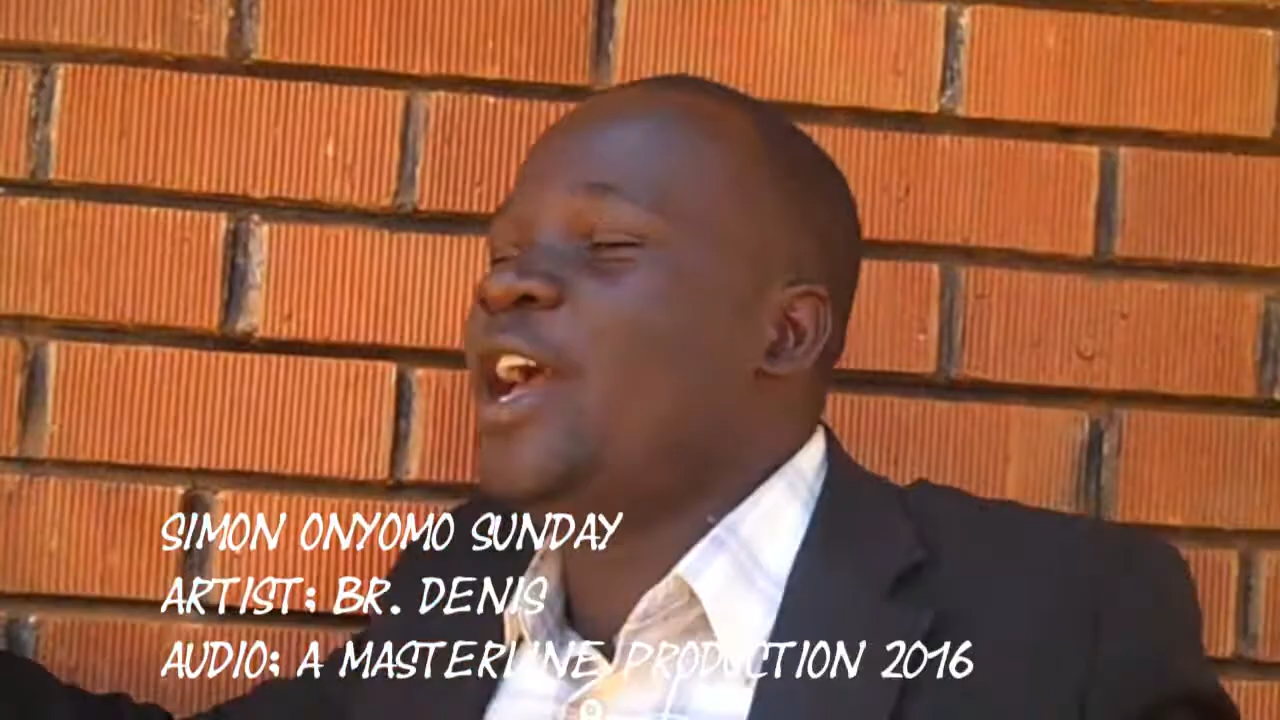 SIMON ONYOMO SUNDAY
ARTIST: BR. DENIS
AUDIO: A MASTERLINE PRODUCTION 2016